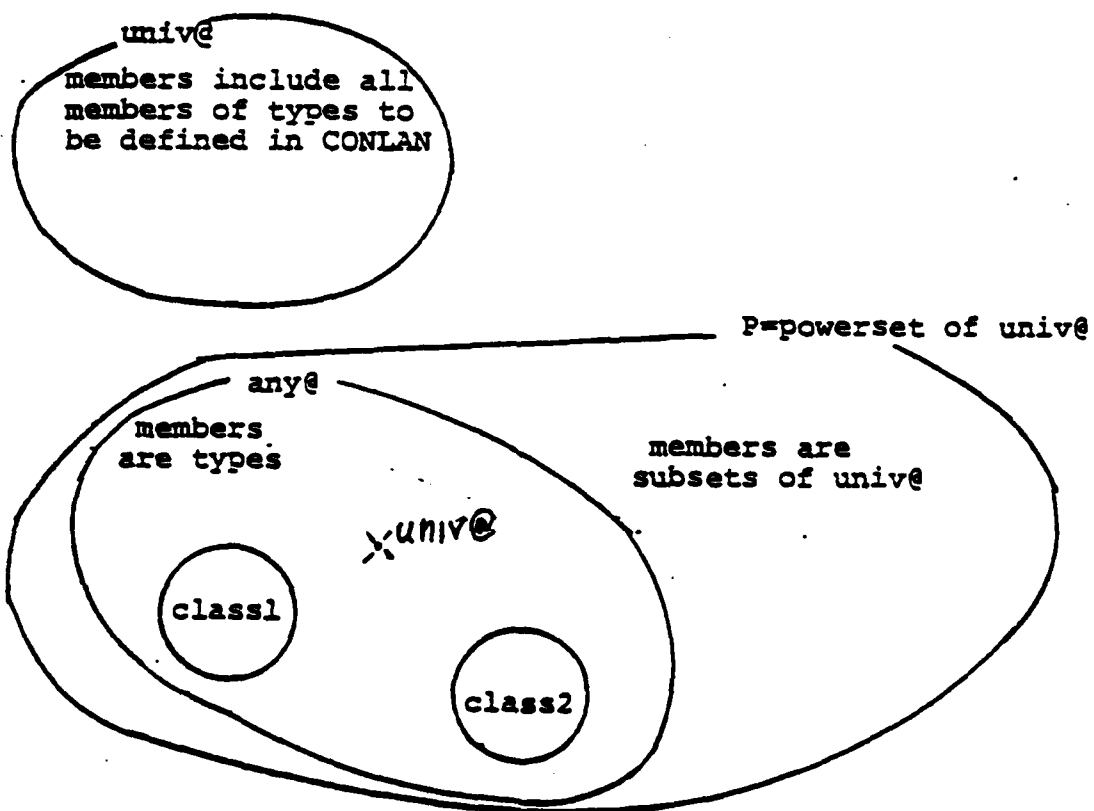 univ@
members include all
members of types to
be defined in CONLAN
P=powerset of univ@
any@
members
are types
members are
subsets of univ@
univ@
class1
class2